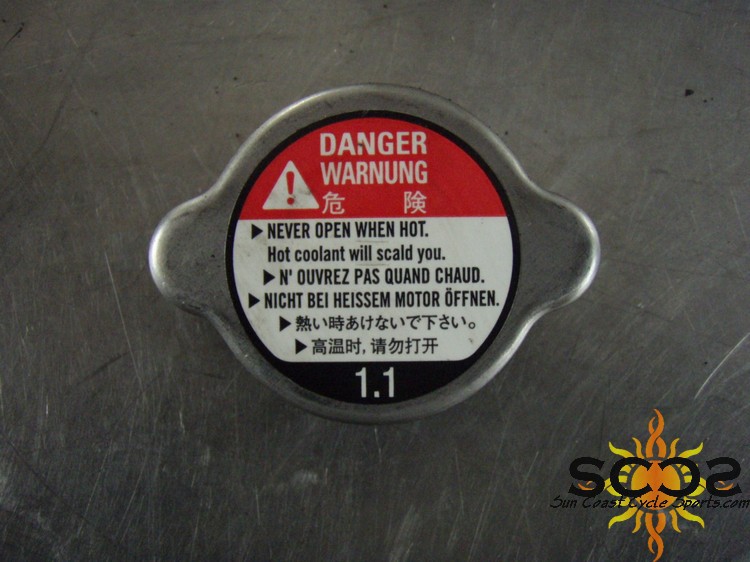 DANGER
WARNUNG
危 険
▶ NEVER OPEN WHEN HOT.
Hot coolant will scald you.
▶ N' OUVREZ PAS QUAND CHAUD.
▶ NICHT BEI HEISSEM MOTOR ÖFFNEN.
▶ 熱い時あけないで下さい。
▶ 高温时,请勿打开
1.1
SCCS
Sun Coast Cycle Sports.com